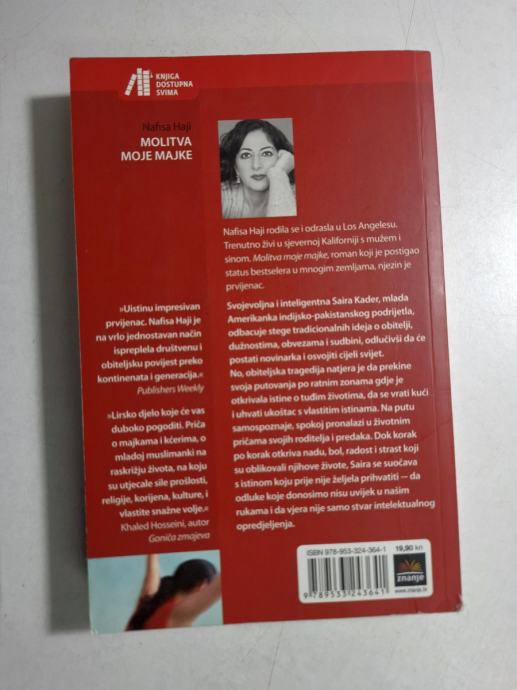 KNJIGA
DOSTUPNA
SVIMA
Nafisa Haji
MOLITVA
MOJE MAJKE
Nafisa Haji rodila se i odrasla u Los Angelesu.
Trenutno živi u sjevernoj Kaliforniji s mužem i
sinom. Molitva moje majke, roman koji je postigao
status bestselera u mnogim zemljama, njezin je
prvijenac.
»Uistinu impresivan
prvijenac. Nafisa Haji je
na vrlo jednostavan način
ispreplela društvenu i
obiteljsku povijest preko
kontinenata i generacija.«
Publishers Weekly
»Lirsko djelo koje će vas
duboko pogoditi. Priča
o majkama i kćerima, o
mladoj muslimanki na
raskrižju života, na koju
su utjecale sile prošlosti,
religije, korijena, kulture, i
vlastite snažne volje.«
Khaled Hosseini, autor
Goniča zmajeva
Svojevoljna i inteligentna Saira Kader, mlada
Amerikanka indijsko-pakistanskog podrijetla,
odbacuje stege tradicionalnih ideja o obitelji,
dužnostima, obvezama i sudbini, odlučivši da će
postati novinarka i osvojiti cijeli svijet.
No, obiteljska tragedija natjera je da prekine
svoja putovanja po ratnim zonama gdje je
otkrivala istine o tuđim životima, da se vrati kući
i uhvati ukoštac s vlastitim istinama. Na putu
samospoznaje, spokoj pronalazi u životnim
pričama svojih roditelja i predaka. Dok korak
po korak otkriva nadu, bol, radost i strast koji
su oblikovali njihove živote, Saira se suočava
s istinom koju prije nije željela prihvatiti — da
odluke koje donosimo nisu uvijek u našim
rukama i da vjera nije samo stvar intelektualnog
opredjeljenja.
ISBN 978-953-324-364-1
9 789533 243641
19,90 kn
znanje
www.znanje.hr